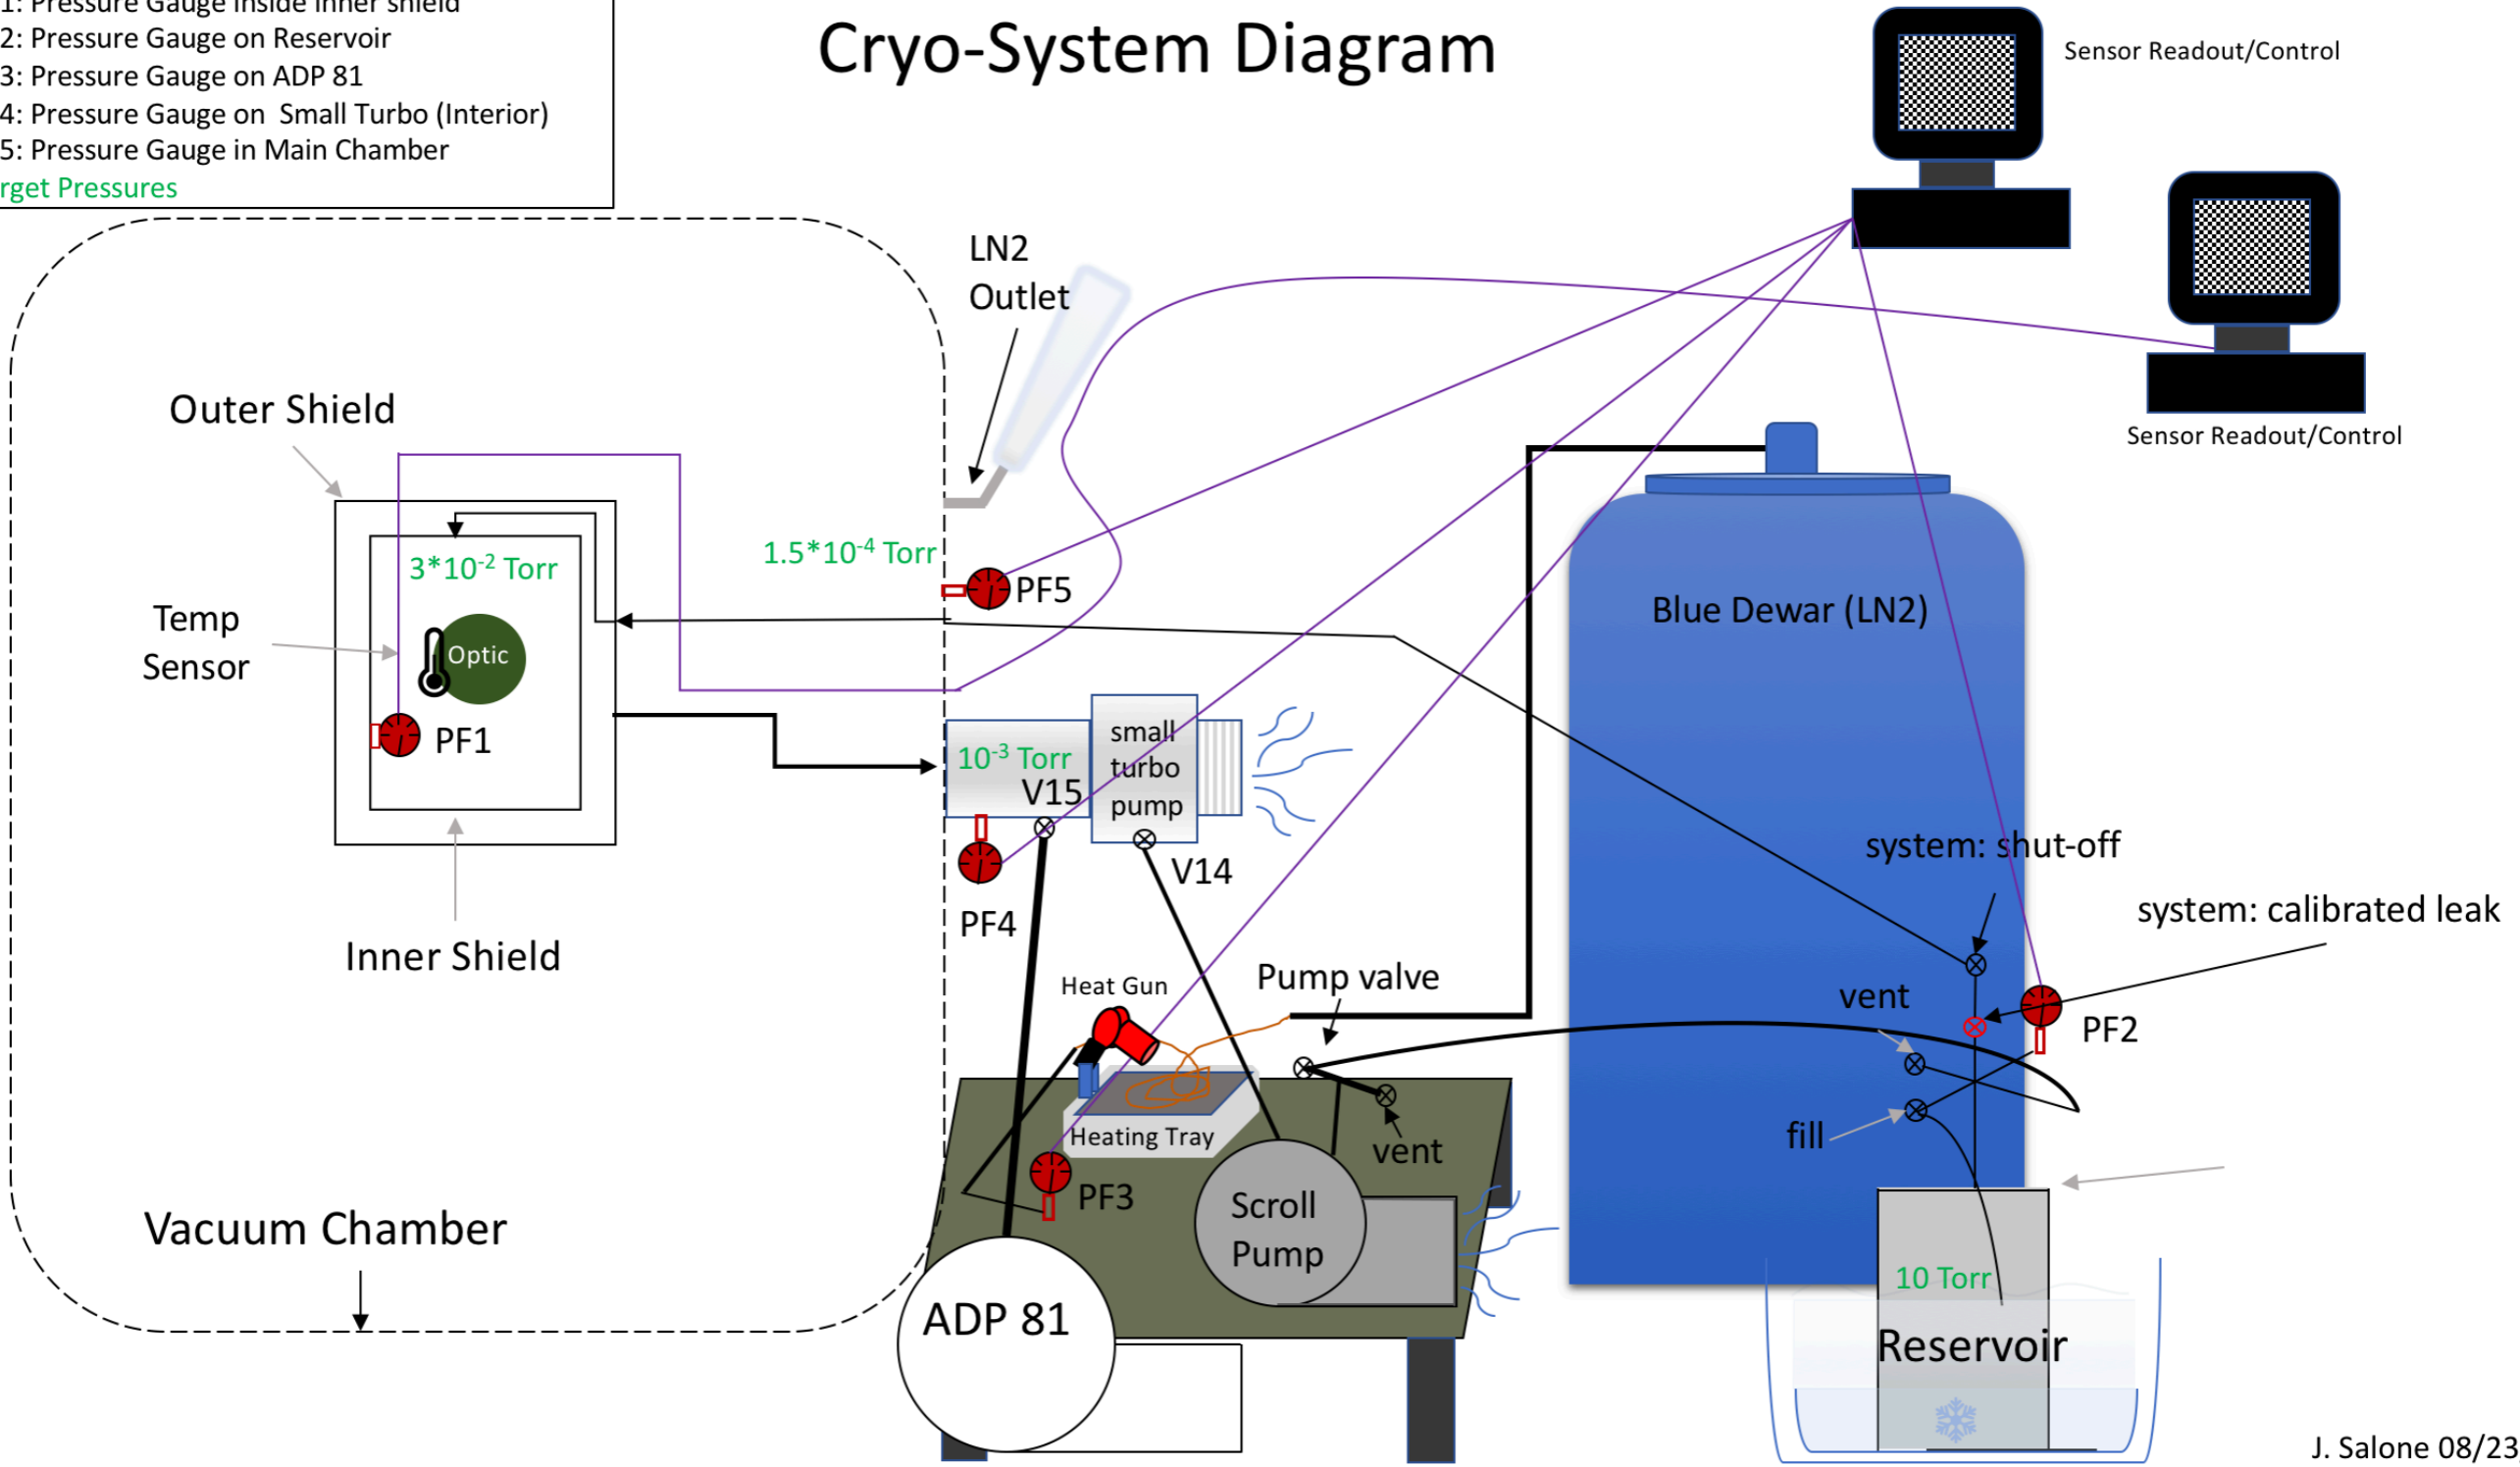 1: Pressure Gauge inside inner shield
2: Pressure Gauge on Reservoir
3: Pressure Gauge on ADP 81
4: Pressure Gauge on  Small Turbo (Interior)
5: Pressure Gauge in Main Chamber
rget Pressures
Cryo-System Diagram
Sensor Readout/Control
Sensor Readout/Control
LN2
Outlet
Outer Shield
3*10-2 Torr
1.5*10-4 Torr
PF5
Temp
Sensor
Optic
PF1
Blue Dewar (LN2)
10-3 Torr
V15
small
turbo
pump
V14
PF4
Inner Shield
system: shut-off
system: calibrated leak
Heat Gun
Pump valve
vent
PF2
Heating Tray
vent
fill
PF3
Scroll
Pump
Vacuum Chamber
ADP 81
10 Torr
Reservoir
J. Salone 08/23